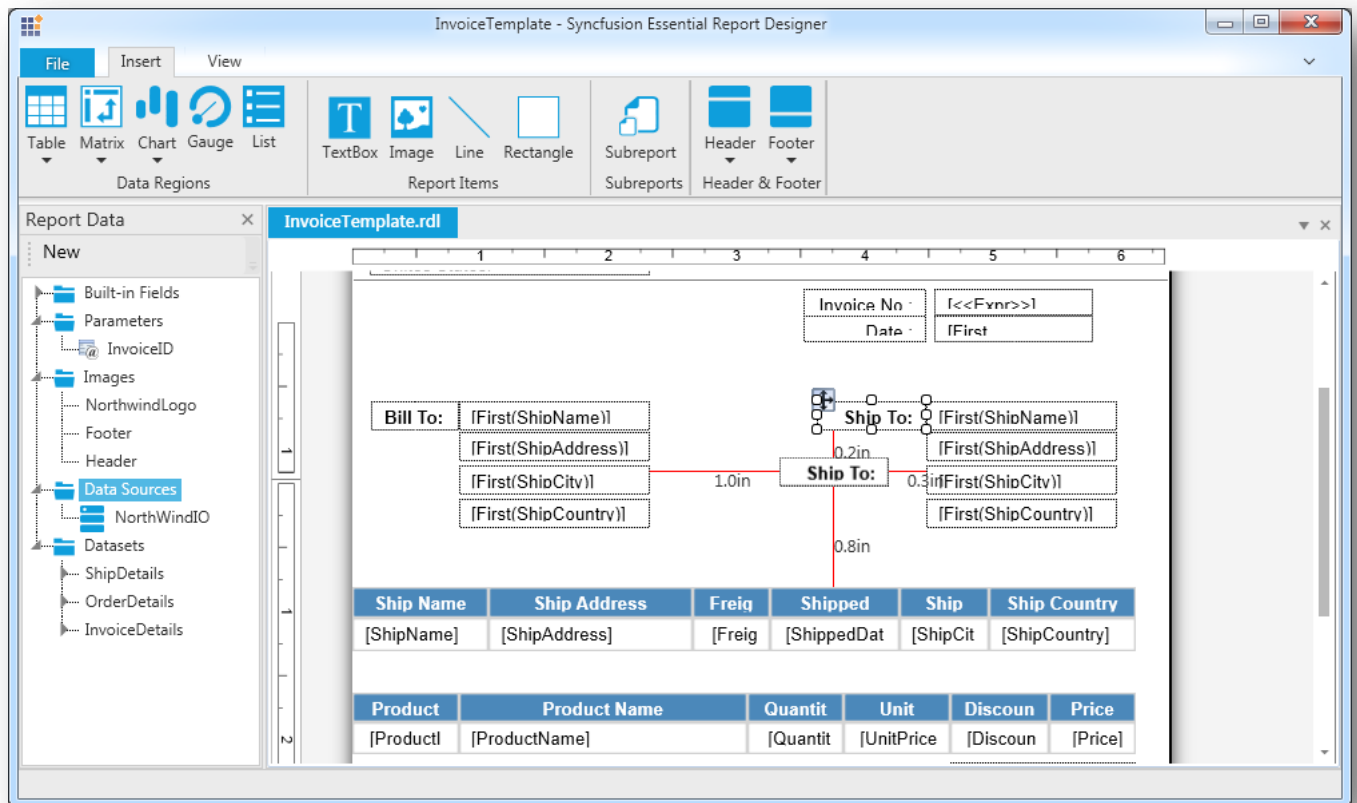 InvoiceTemplate - Syncfusion Essential Report Designer
File Insert View
Table Matrix Chart Gauge List TextBox Image Line Rectangle Subreport Header Footer
Data Regions Report Items Subreports Header & Footer
Report Data
InvoiceTemplate.rdl
New
1 2 3 4 5 6
Built-in Fields
Parameters
InvoiceID
Images
NorthwindLogo
Footer
Header
Data Sources
NorthWindIO
Datasets
ShipDetails
OrderDetails
InvoiceDetails
1
1
2
Invoice No : [<<Expr>>]
Date : [First
Bill To: [First(ShipName)] Ship To: [First(ShipName)]
[First(ShipAddress)] 0.2in [First(ShipAddress)]
1.0in Ship To: 0.3in
[First(ShipCity)] [First(ShipCity)]
[First(ShipCountry)] [First(ShipCountry)]
0.8in
Ship Name Ship Address Freig Shipped Ship Ship Country
[ShipName] [ShipAddress] [Freig [ShippedDat [ShipCit [ShipCountry]
Product Product Name Quantit Unit Discoun Price
[ProductI [ProductName] [Quantit [UnitPrice [Discoun [Price]